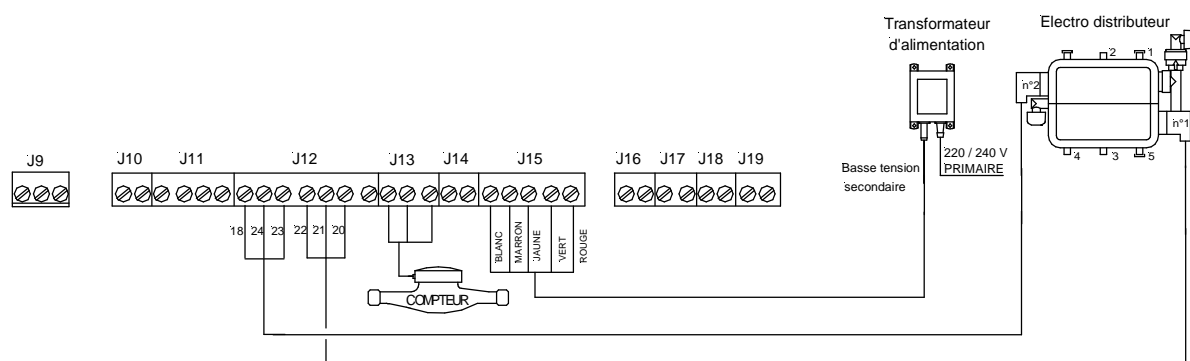 Transformateur
d'alimentation
Electro distributeur
2
1
n°2
n°1
4
3
5
J9
J10
J11
J12
J13
J14
J15
J16
J17
J18
J19
Basse tension
secondaire
220 / 240 V
PRIMAIRE
18
24
23
22
21
20
BLANC
MARRON
JAUNE
VERT
ROUGE
COMPTEUR